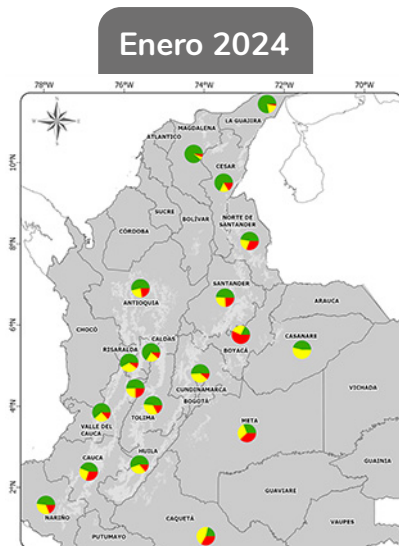 Enero 2024
78°W 76°W 74°W 72°W 70°W
LA GUAJIRA
MAGDALENA
ATLANTICO
10°N
CESAR
SUCRE
BOLÍVAR
NORTE DE
SANTANDER
CÓRDOBA
8°N
SANTANDER
ANTIOQUIA
ARAUCA
6°N
CHOCÓ
CALDAS
CASANARE
RISARALDA
BOYACÁ
CUNDINAMARCA
VICHADA
BOGOTÁ
4°N
TOLIMA
VALLE DEL
CAUCA
META
HUILA
CAUCA
GUAINIA
2°N
GUAVIARE
NARIÑO
CAQUETÁ
VAUPES
PUTUMAYO